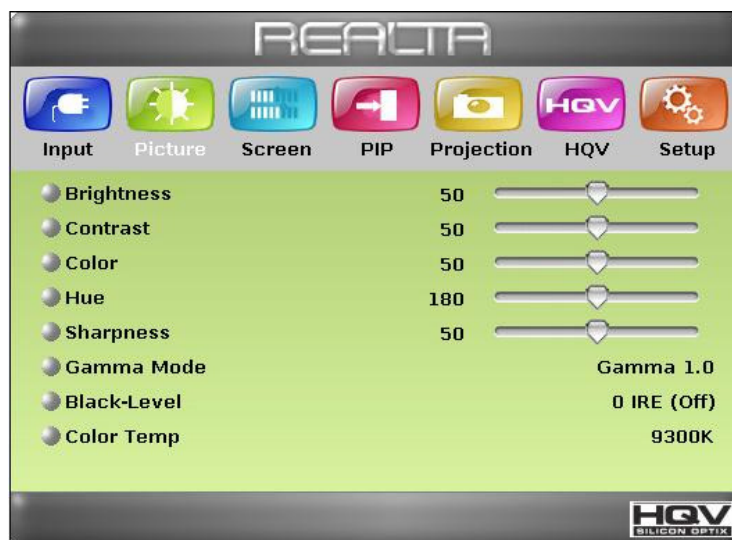 REALTA
HQV
Input Picture Screen PIP Projection HQV Setup
Brightness 50
Contrast 50
Color 50
Hue 180
Sharpness 50
Gamma Mode Gamma 1.0
Black-Level 0 IRE (Off)
Color Temp 9300K
HQV
SILICON OPTIX